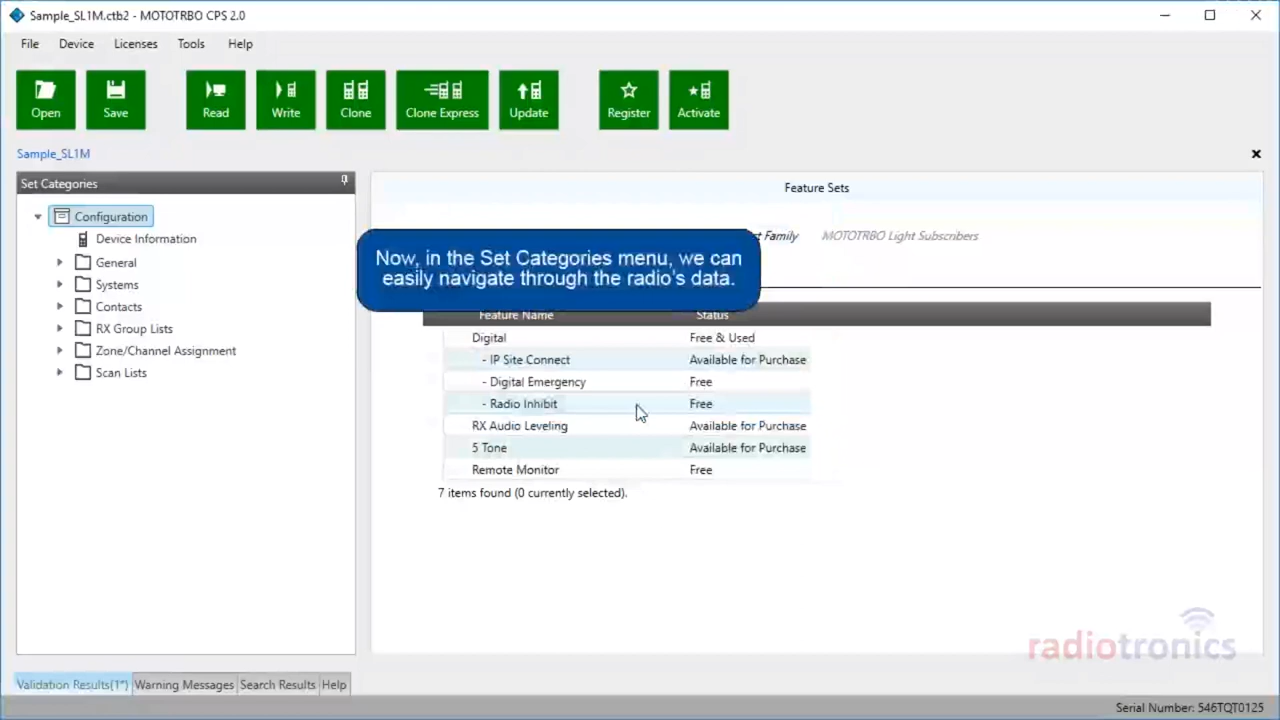 Sample_SL1M.ctb2 - MOTOTRBO CPS 2.0
File Device Licenses Tools Help
Open Save Read Write Clone Clone Express Update Register Activate
Sample_SL1M
Set Categories
Configuration
Device Information
General
Systems
Contacts
RX Group Lists
Zone/Channel Assignment
Scan Lists
Feature Sets
Family MOTOTRBO Light Subscribers
Now, in the Set Categories menu, we can
easily navigate through the radio's data.
Feature Name Status
Digital Free & Used
- IP Site Connect Available for Purchase
- Digital Emergency Free
- Radio Inhibit Free
RX Audio Leveling Available for Purchase
5 Tone Available for Purchase
Remote Monitor Free
7 items found (0 currently selected).
radiotronics
Validation Results(1*) Warning Messages Search Results Help
Serial Number: 546TQT0125